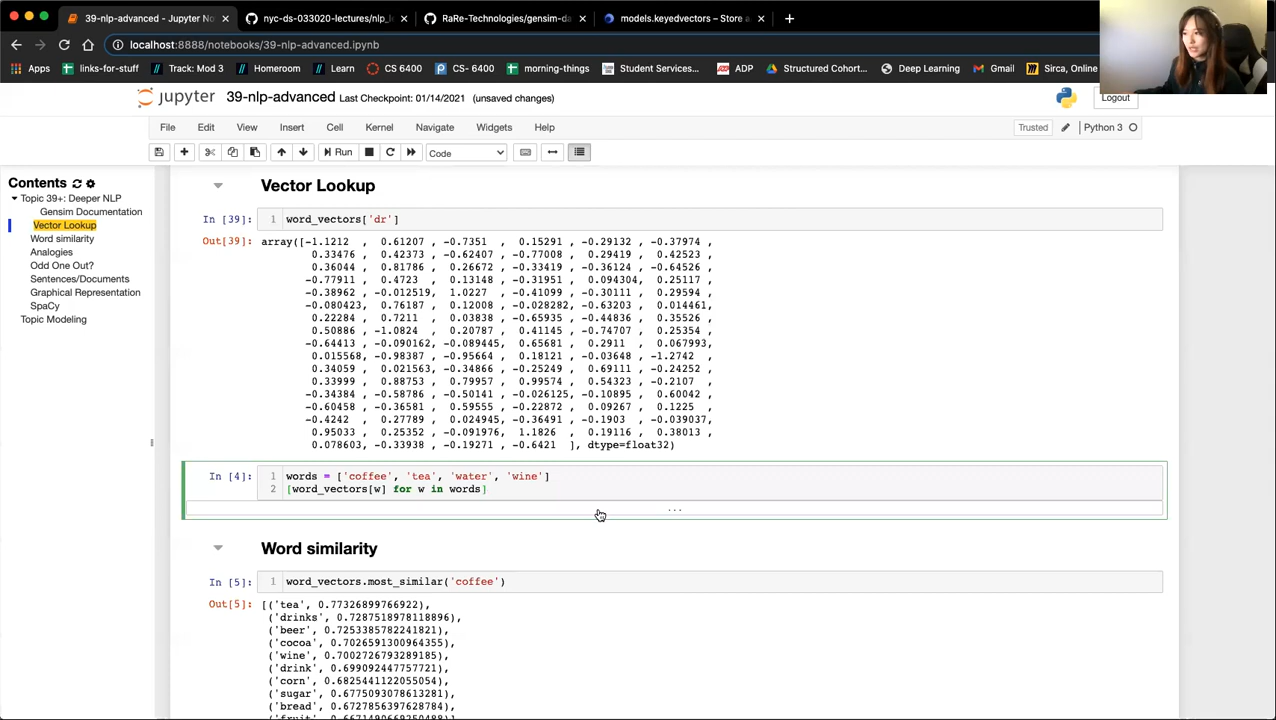 39-nlp-advanced - Jupyter No
nyc-ds-033020-lectures/nlp_l
RaRe-Technologies/gensim-da
models.keyedvectors – Store a
localhost:8888/notebooks/39-nlp-advanced.ipynb
Apps links-for-stuff Track: Mod 3 Homeroom Learn CS 6400 CS- 6400 morning-things Student Services... ADP Structured Cohort... Deep Learning Gmail Sirca, Online
jupyter 39-nlp-advanced Last Checkpoint: 01/14/2021 (unsaved changes) Logout
File Edit View Insert Cell Kernel Navigate Widgets Help Trusted Python 3
Run Code
Contents
Topic 39+: Deeper NLP
Gensim Documentation
Vector Lookup
Word similarity
Analogies
Odd One Out?
Sentences/Documents
Graphical Representation
SpaCy
Topic Modeling
Vector Lookup
In [39]: 1 word_vectors['dr']
Out[39]: array([-1.1212 , 0.61207 , -0.7351 , 0.15291 , -0.29132 , -0.37974 ,
0.33476 , 0.42373 , -0.62407 , -0.77008 , 0.29419 , 0.42523 ,
0.36044 , 0.81786 , 0.26672 , -0.33419 , -0.36124 , -0.64526 ,
-0.77911 , 0.4723 , 0.13148 , -0.31951 , 0.094304, 0.25117 ,
-0.38962 , -0.012519, 1.0227 , -0.41099 , -0.30111 , 0.29594 ,
-0.080423, 0.76187 , 0.12008 , -0.028282, -0.63203 , 0.014461,
0.22284 , 0.7211 , 0.03838 , -0.65935 , -0.44836 , 0.35526 ,
0.50886 , -1.0824 , 0.20787 , 0.41145 , -0.74707 , 0.25354 ,
-0.64413 , -0.090162, -0.089445, 0.65681 , 0.2911 , 0.067993,
0.015568, -0.98387 , -0.95664 , 0.18121 , -0.03648 , -1.2742 ,
0.34059 , 0.021563, -0.34866 , -0.25249 , 0.69111 , -0.24252 ,
0.33999 , 0.88753 , 0.79957 , 0.99574 , 0.54323 , -0.2107 ,
-0.34384 , -0.58786 , -0.50141 , -0.026125, -0.10895 , 0.60042 ,
-0.60458 , -0.36581 , 0.59555 , -0.22872 , 0.09267 , 0.1225 ,
-0.4242 , 0.27789 , 0.024945, -0.36491 , -0.1903 , -0.039037,
0.95033 , 0.25352 , -0.091976, 1.1826 , 0.19116 , 0.38013 ,
0.078603, -0.33938 , -0.19271 , -0.6421 ], dtype=float32)
In [4]: 1 words = ['coffee', 'tea', 'water', 'wine']
2 [word_vectors[w] for w in words]
...
Word similarity
In [5]: 1 word_vectors.most_similar('coffee')
Out[5]: [('tea', 0.77326899766922),
('drinks', 0.7287518978118896),
('beer', 0.7253385782241821),
('cocoa', 0.7026591300964355),
('wine', 0.7002726793289185),
('drink', 0.699092447757721),
('corn', 0.6825441122055054),
('sugar', 0.6775093078613281),
('bread', 0.6727856397628784),
('fruit', 0.6671490669250488)]